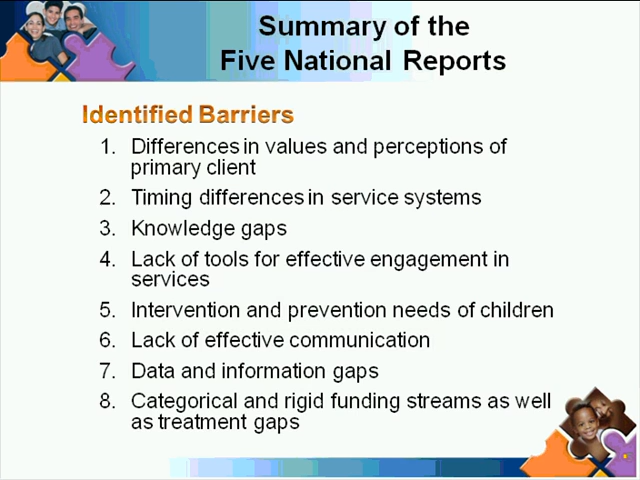 Summary of the
Five National Reports
Identified Barriers
1. Differences in values and perceptions of
primary client
2. Timing differences in service systems
3. Knowledge gaps
4. Lack of tools for effective engagement in
services
5. Intervention and prevention needs of children
6. Lack of effective communication
7. Data and information gaps
8. Categorical and rigid funding streams as well
as treatment gaps